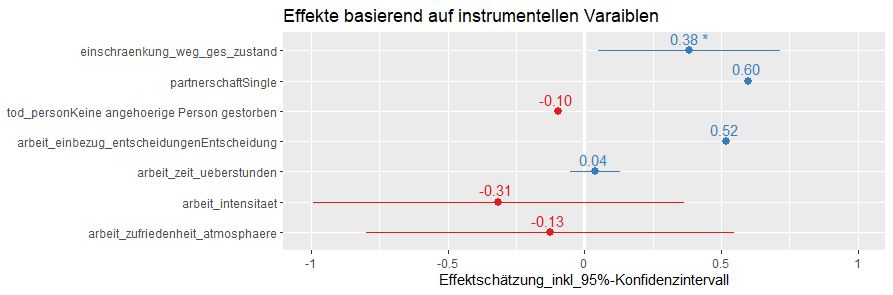 Effekte basierend auf instrumentellen Varaiblen
einschraenkung_weg_ges_zustand
0.38 *
partnerschaftSingle
0.60
tod_personKeine angehoerige Person gestorben
-0.10
arbeit_einbezug_entscheidungenEntscheidung
0.52
arbeit_zeit_ueberstunden
0.04
arbeit_intensitaet
-0.31
arbeit_zufriedenheit_atmosphaere
-0.13
-1 -0.5 0 0.5 1
Effektschätzung_inkl_95%-Konfidenzintervall